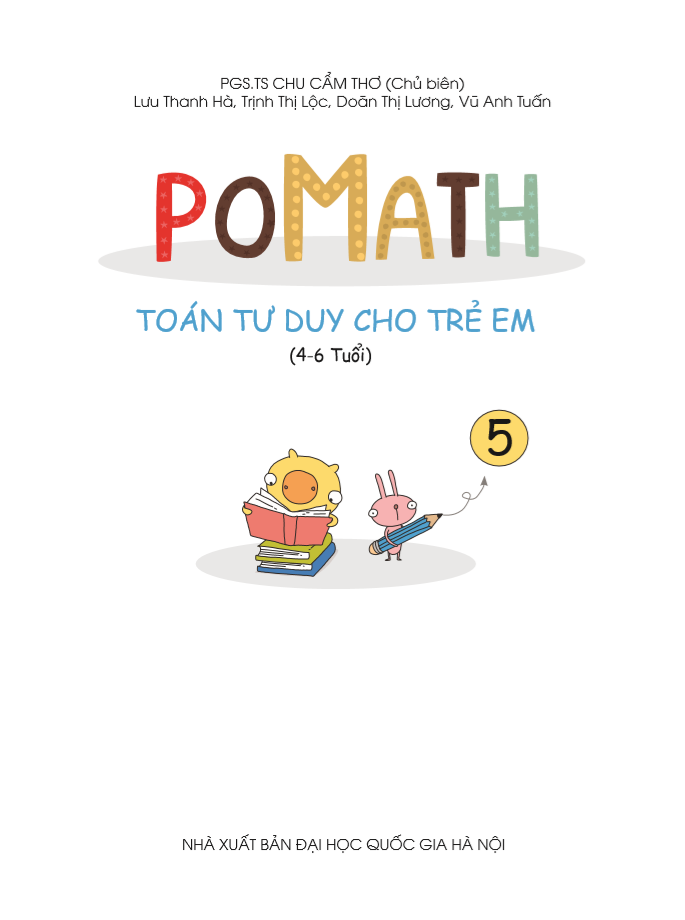 PGS.TS CHU CẨM THƠ (Chủ biên)
Lưu Thanh Hà, Trịnh Thị Lộc, Doãn Thị Lương, Vũ Anh Tuấn
POMATH
TOÁN TƯ DUY CHO TRẺ EM
(4-6 Tuổi)
5
NHÀ XUẤT BẢN ĐẠI HỌC QUỐC GIA HÀ NỘI